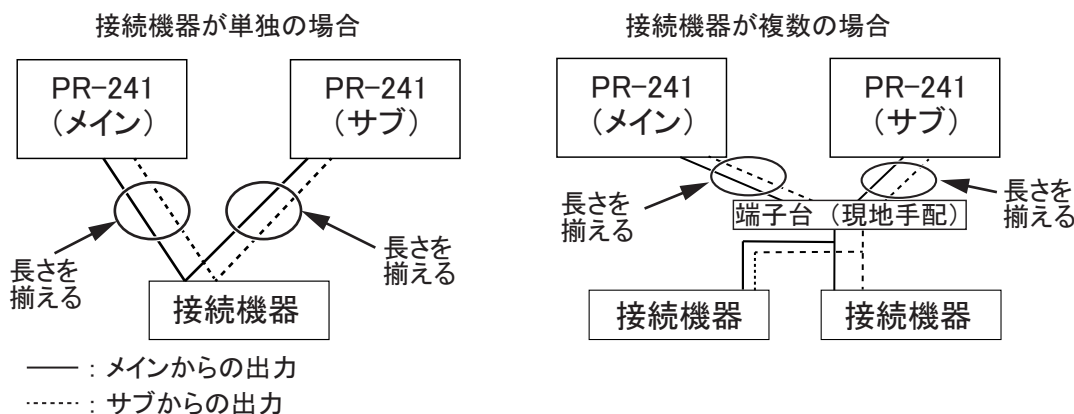 接続機器が単独の場合
PR-241
（メイン）
PR-241
（サブ）
長さを
揃える
長さを
揃える
接続機器
接続機器が複数の場合
PR-241
（メイン）
PR-241
（サブ）
長さを
揃える
長さを
揃える
端子台（現地手配）
接続機器
接続機器
：メインからの出力
：サブからの出力